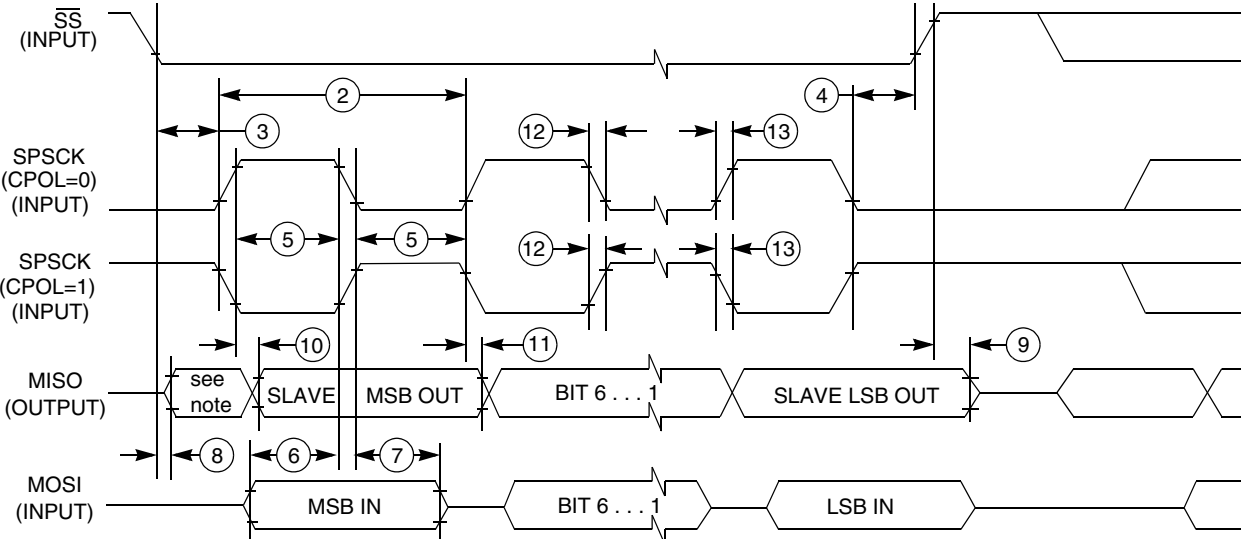 SS
(INPUT)
2
4
3
12
13
SPSCK
(CPOL=0)
(INPUT)
5
5
12
13
SPSCK
(CPOL=1)
(INPUT)
10
11
9
MISO
(OUTPUT)
see
note
SLAVE
MSB OUT
BIT 6 . . . 1
SLAVE LSB OUT
8
6
7
MOSI
(INPUT)
MSB IN
BIT 6 . . . 1
LSB IN